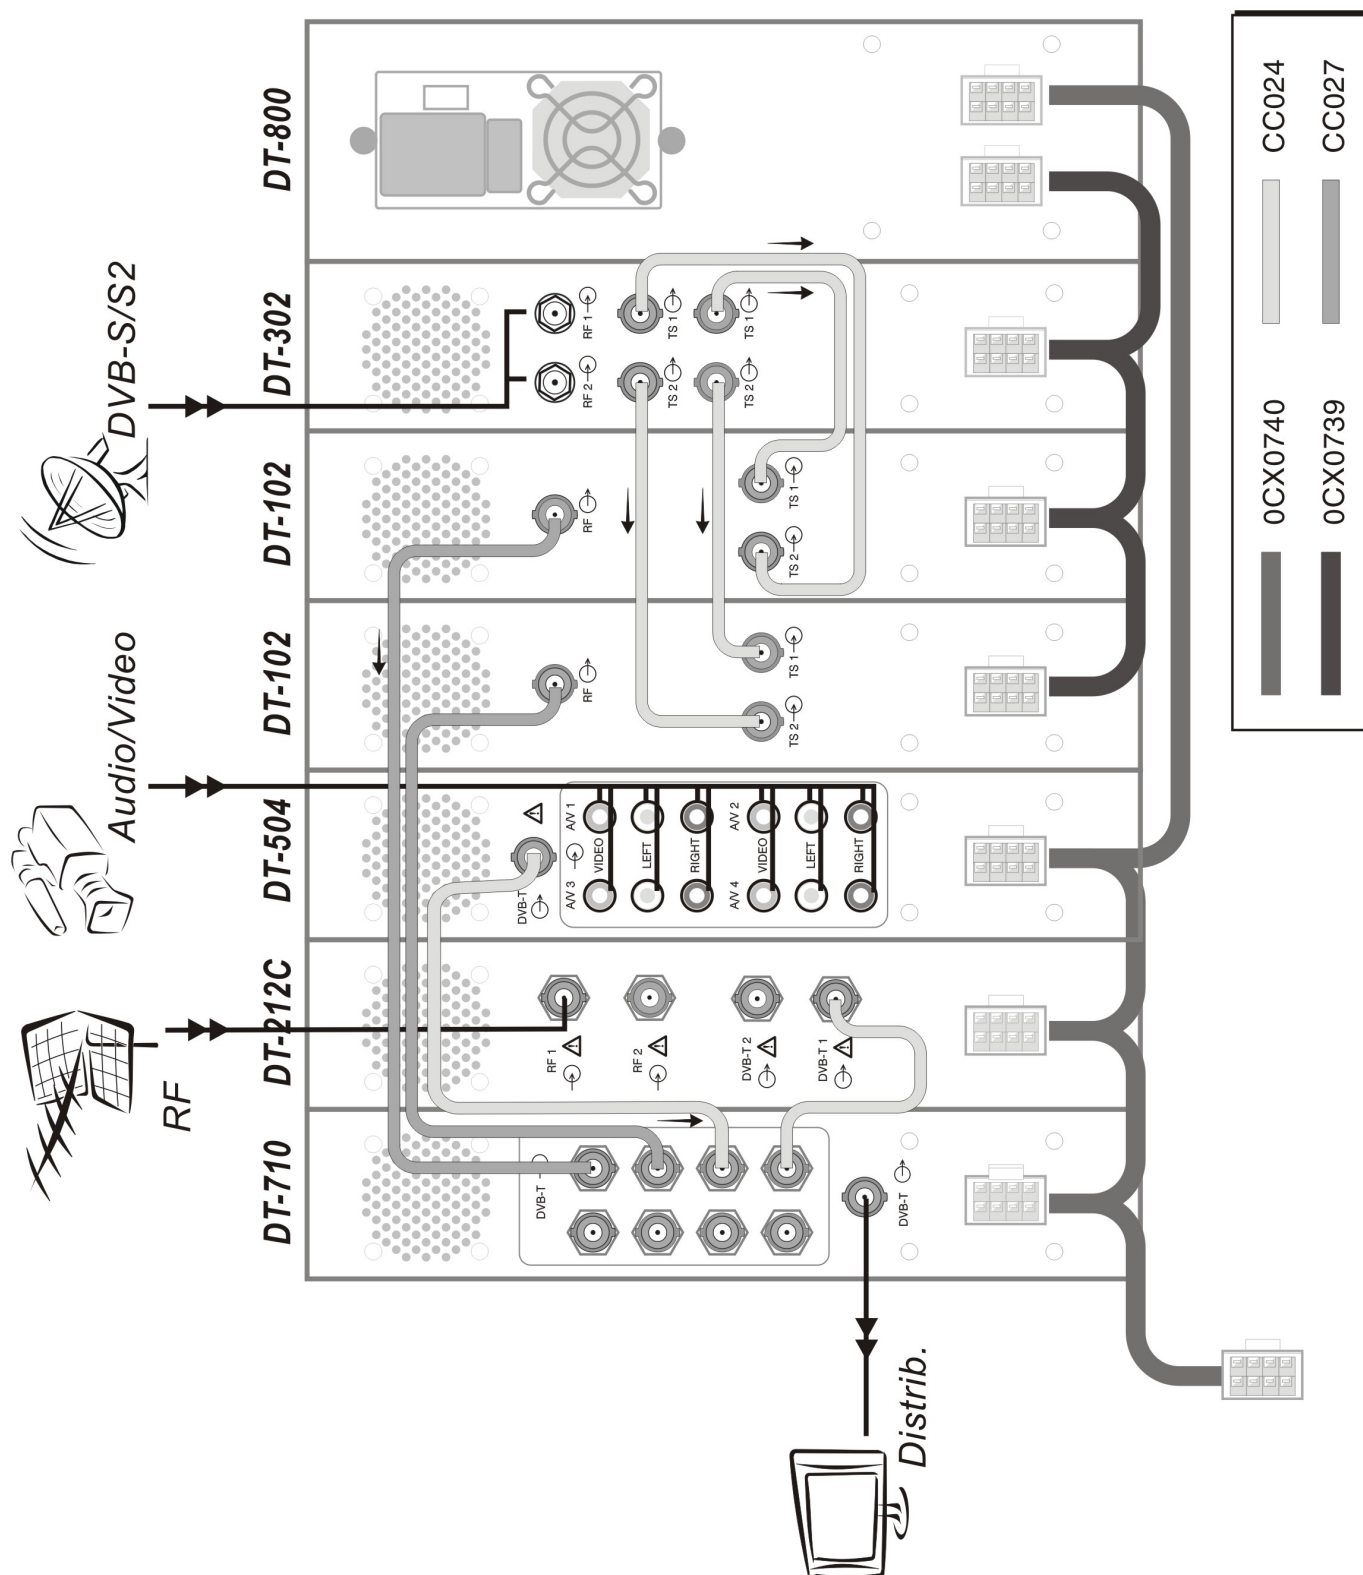 RF
Audio/Video
DVB-S/S2
DT-710
DT-212C
DT-504
DT-102
DT-102
DT-302
DT-800
DVB-T
DVB-T
Distrib.
RF 1
RF 2
DVB-T 2
DVB-T 1
DVB-T
A/V 3
A/V 1
VIDEO
LEFT
RIGHT
A/V 4
A/V 2
VIDEO
LEFT
RIGHT
RF
TS 2
TS 1
RF
TS 2
TS 1
RF 2
RF 1
TS 2
TS 1
TS 2
TS 1
0CX0740
CC024
0CX0739
CC027